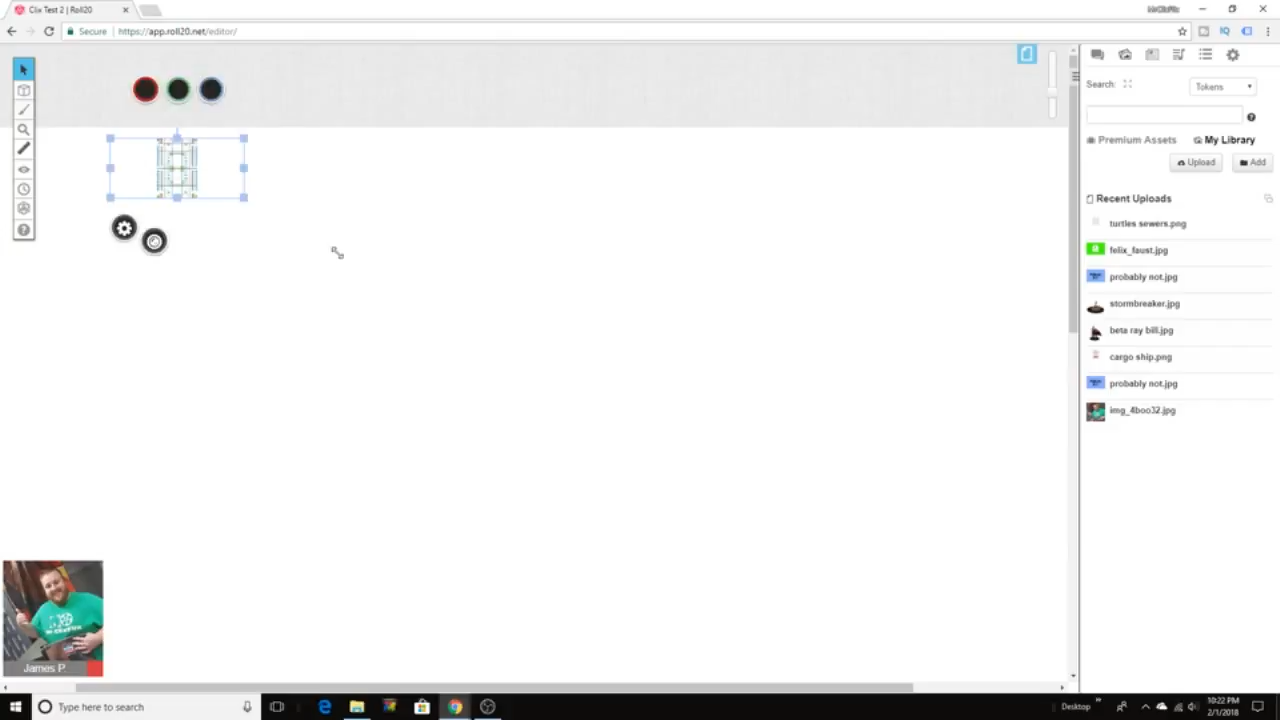 Clix Test 2 | Roll20
MrClixFix
Secure
https://app.roll20.net/editor/
Search:
Tokens
Premium Assets
My Library
Upload
Add
Recent Uploads
turtles sewers.png
felix_faust.jpg
probably not.jpg
stormbreaker.jpg
beta ray bill.jpg
cargo ship.png
probably not.jpg
img_4boo32.jpg
James P.
Type here to search
Desktop
10:22 PM
2/1/2018